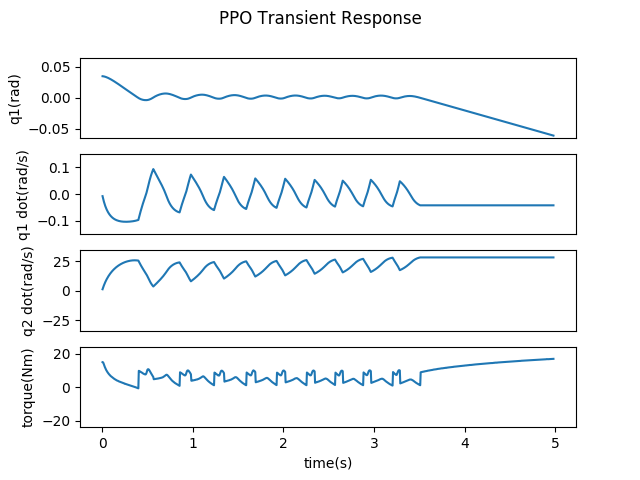 PPO Transient Response
q1(rad)
0.05
0.00
−0.05
q1 dot(rad/s)
0.1
0.0
−0.1
q2 dot(rad/s)
25
0
−25
torque(Nm)
20
0
−20
0 1 2 3 4 5
time(s)